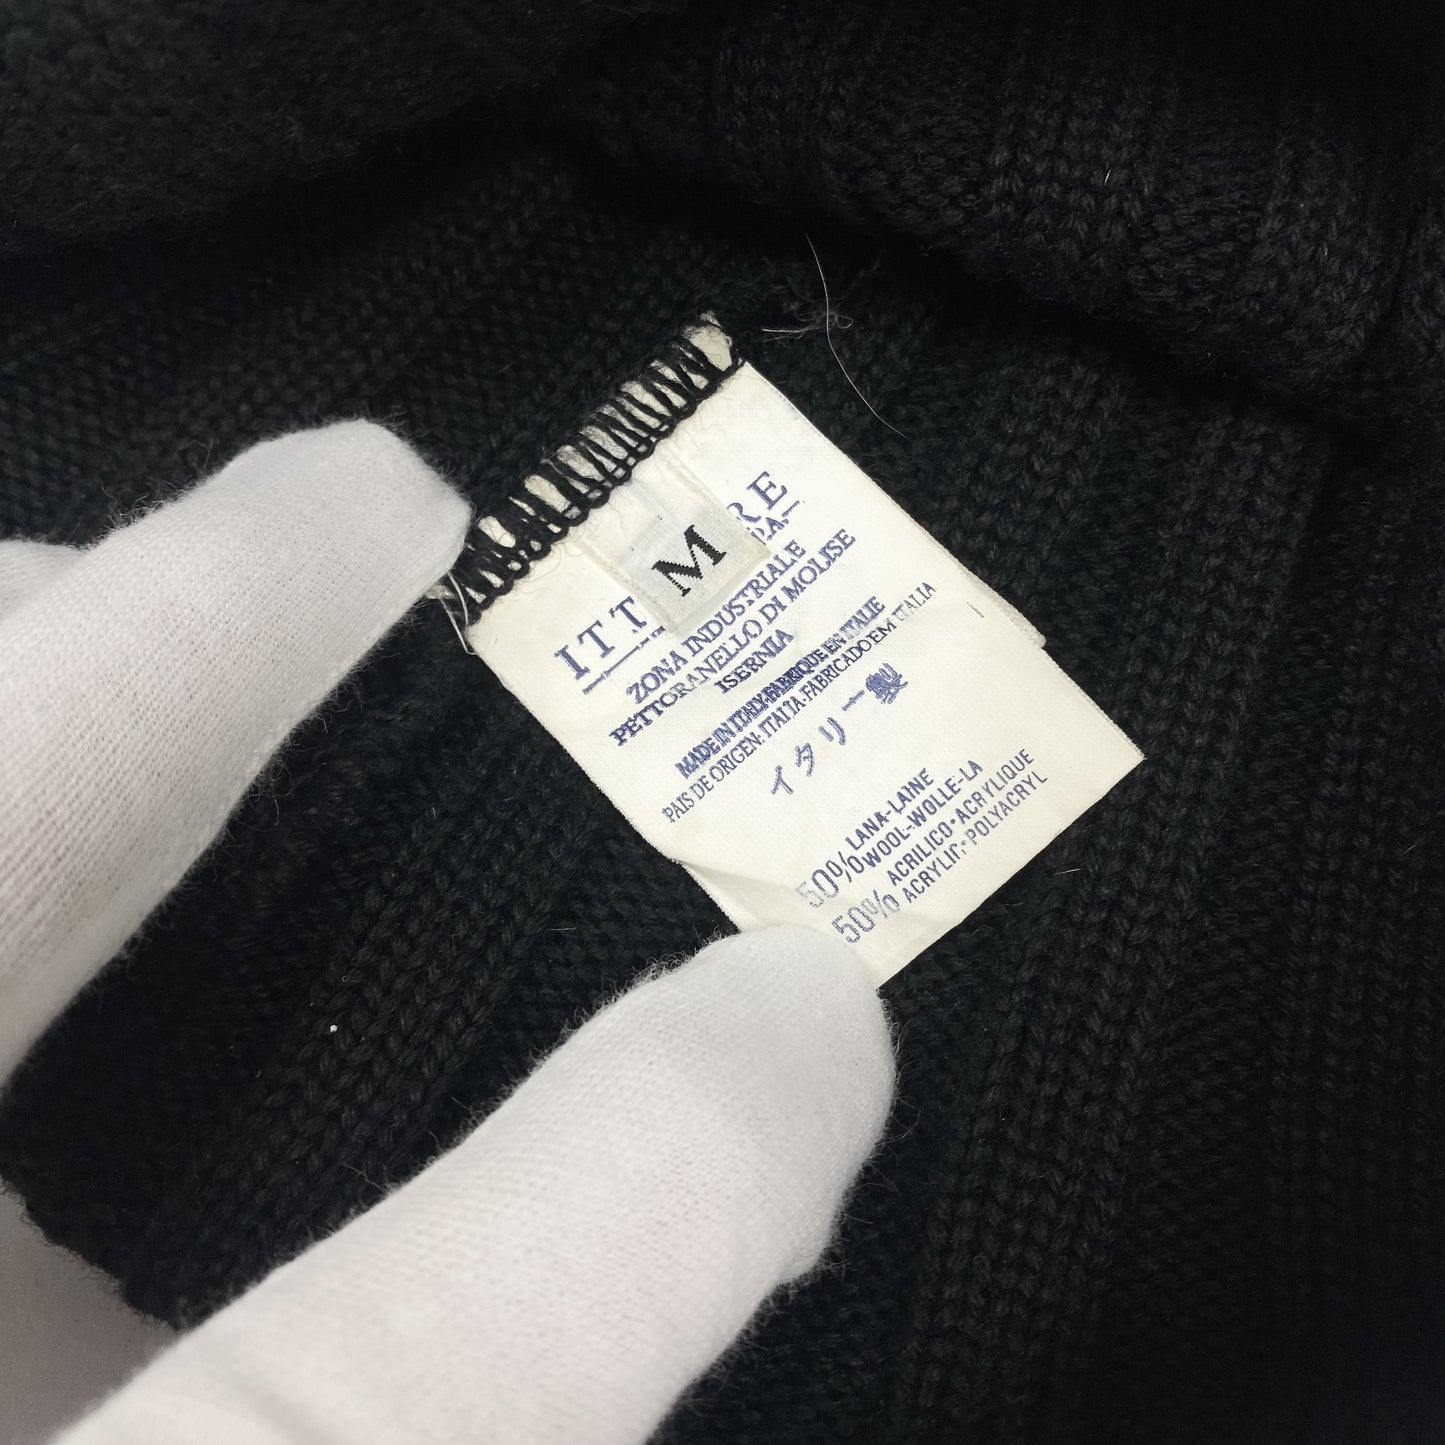 M
ZONA INDUSTRIALE
PETTORANELLO DI MOLISE
ISERNIA
MADE IN ITALY-FABRIQUE EN ITALIE
PAIS DE ORIGEN: ITALIA-FABRICADO EM ITALIA
イタリー製
50% LANA-LAINE
WOOL-WOLLE-LA
50% ACRILICO·ACRYLIQUE
ACRYLIC·POLYACRYL